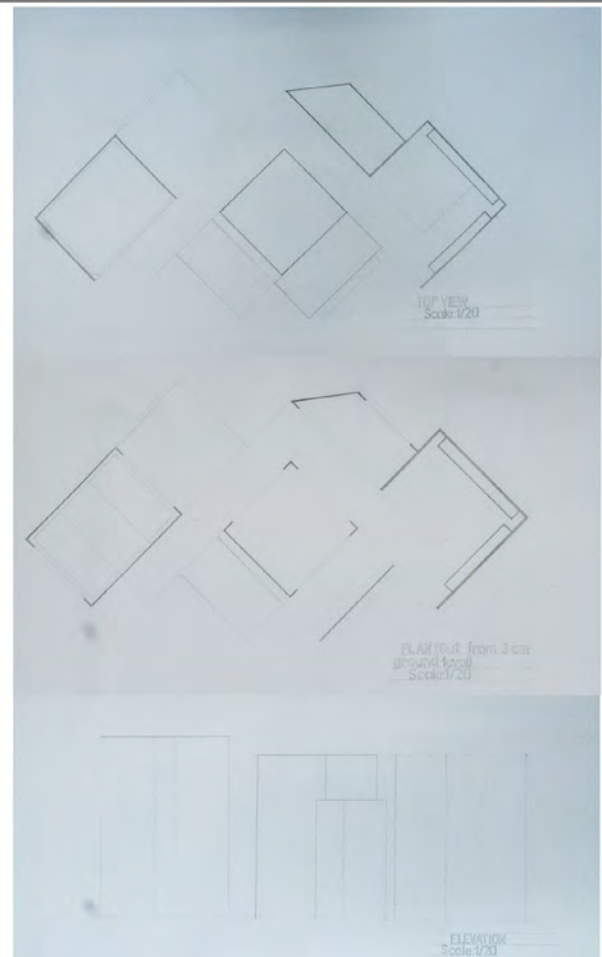 TOP VIEW
Scale:1/20
PLAN (Cut from 3 cm
ground level)
Scale:1/20
ELEVATION
Scale:1/20